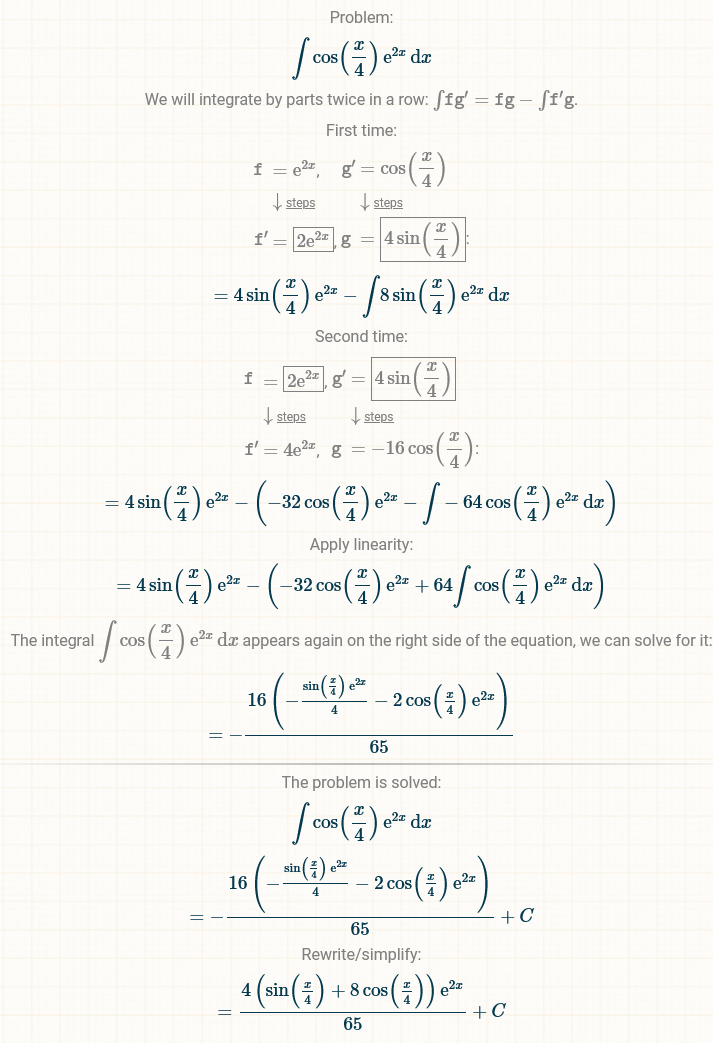 Problem:
∫ cos(x/4) e^{2x} dx
We will integrate by parts twice in a row: ∫fg′ = fg − ∫f′g.
First time:
f = e^{2x}, g′ = cos(x/4)
↓ steps ↓ steps
f′ = 2e^{2x}, g = 4 sin(x/4):
= 4 sin(x/4) e^{2x} − ∫ 8 sin(x/4) e^{2x} dx
Second time:
f = 2e^{2x}, g′ = 4 sin(x/4)
↓ steps ↓ steps
f′ = 4e^{2x}, g = −16 cos(x/4):
= 4 sin(x/4) e^{2x} − (−32 cos(x/4) e^{2x} − ∫ − 64 cos(x/4) e^{2x} dx)
Apply linearity:
= 4 sin(x/4) e^{2x} − (−32 cos(x/4) e^{2x} + 64 ∫ cos(x/4) e^{2x} dx)
The integral ∫ cos(x/4) e^{2x} dx appears again on the right side of the equation, we can solve for it:
= − 16 (− sin(x/4) e^{2x} / 4 − 2 cos(x/4) e^{2x}) / 65
The problem is solved:
∫ cos(x/4) e^{2x} dx
= − 16 (− sin(x/4) e^{2x} / 4 − 2 cos(x/4) e^{2x}) / 65 + C
Rewrite/simplify:
= 4 (sin(x/4) + 8 cos(x/4)) e^{2x} / 65 + C